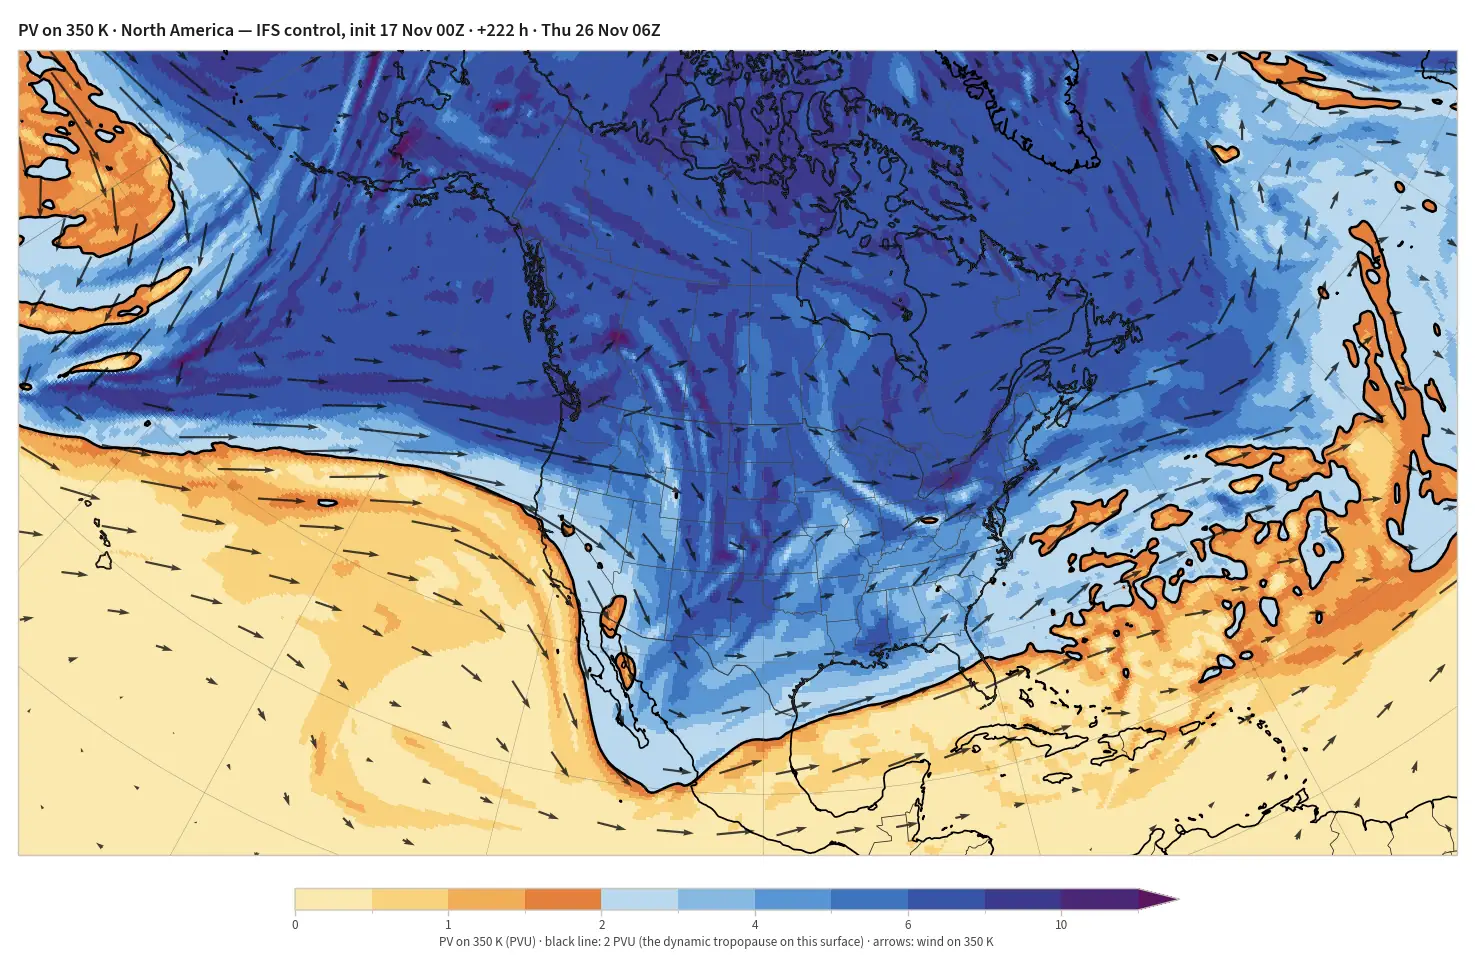 PV on 350 K · North America — IFS control, init 17 Nov 00Z · +222 h · Thu 26 Nov 06Z
0 1 2 4 6 10
PV on 350 K (PVU) · black line: 2 PVU (the dynamic tropopause on this surface) · arrows: wind on 350 K